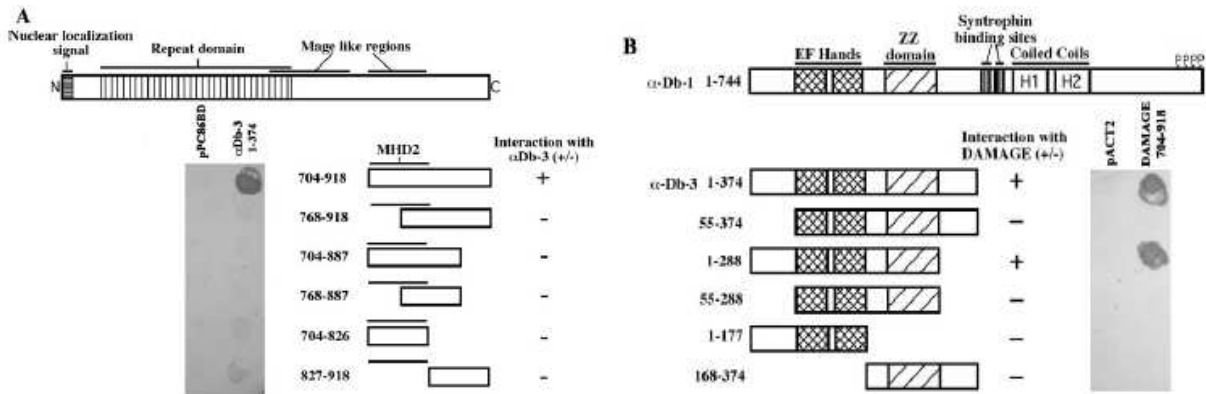 A
Nuclear localization
signal
Repeat domain
Mage like regions
N
C
pPC86BD
αDb-3
1-374
MHD2
Interaction with
αDb-3 (+/-)
704-918
+
768-918
-
704-887
-
768-887
-
704-826
-
827-918
-
B
EF Hands
ZZ
domain
Syntrophin
binding sites
Coiled Coils
PPPP
α-Db-1 1-744
H1
H2
Interaction with
DAMAGE (+/-)
pACT2
DAMAGE
704-918
α-Db-3 1-374
+
55-374
−
1-288
+
55-288
−
1-177
−
168-374
−